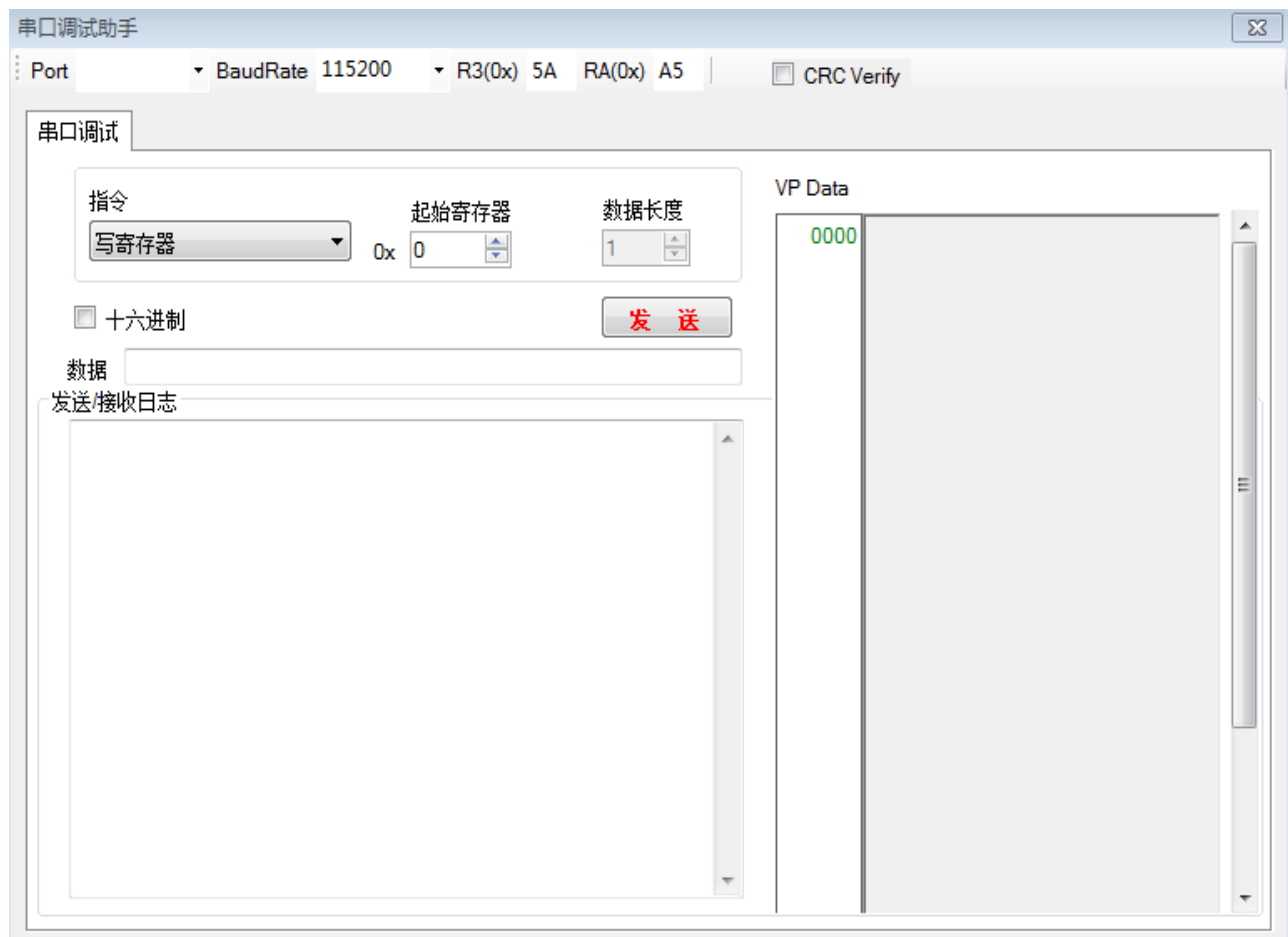 串口调试助手
Port BaudRate 115200 R3(0x) 5A RA(0x) A5 CRC Verify
串口调试
指令 起始寄存器 数据长度 VP Data
写寄存器 0x 0 1 0000
十六进制 发 送
数据
发送/接收日志